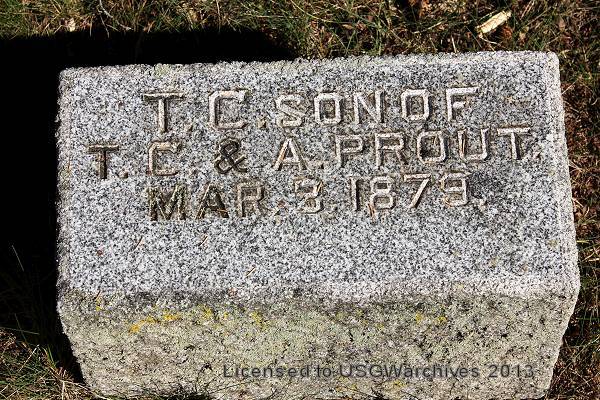 T. C. SON OF
T. C. & A. PROUT.
MAR. 3. 1879.
Licensed to USGWarchives 2013